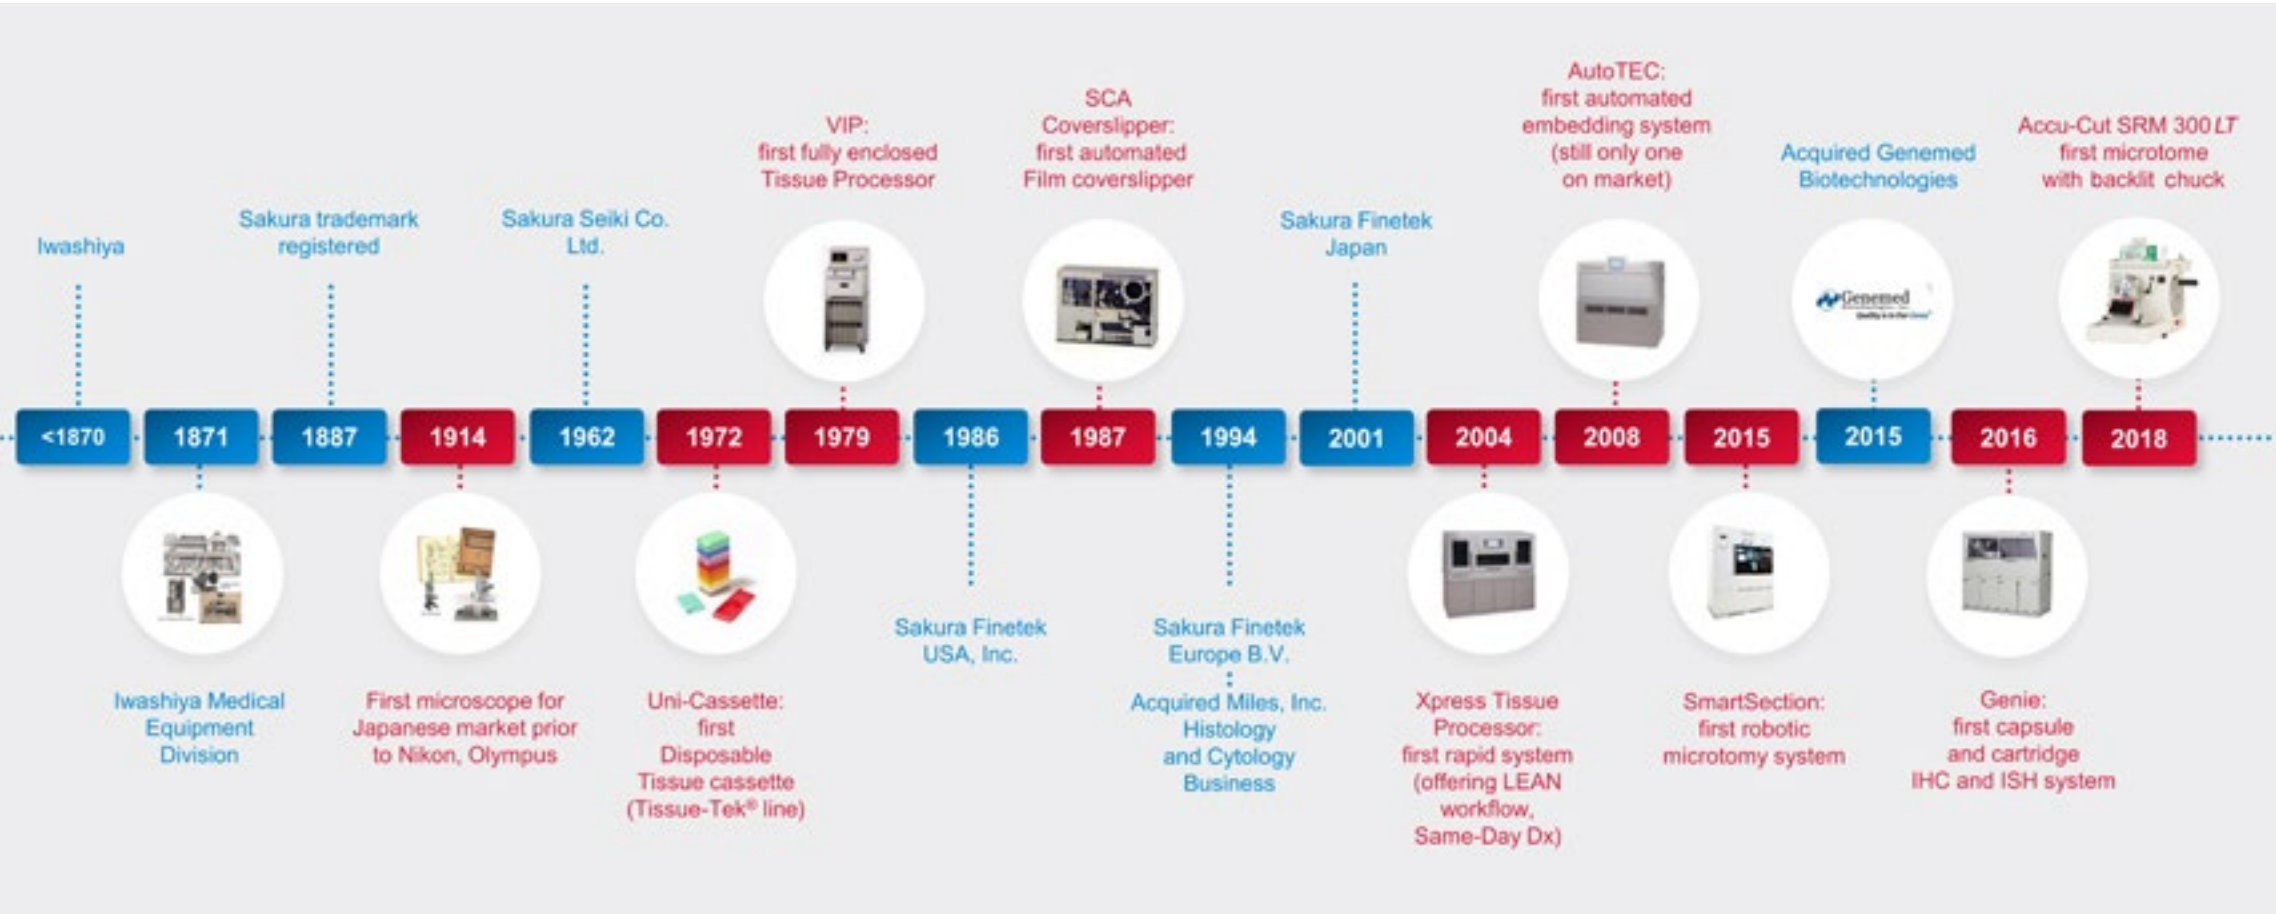 AutoTEC:
first automated
embedding system
(still only one
on market)
SCA
Coverslipper:
first automated
Film coverslipper
VIP:
first fully enclosed
Tissue Processor
Accu-Cut SRM 300 LT
first microtome
with backlit chuck
Acquired Genemed
Biotechnologies
Sakura trademark
registered
Sakura Seiki Co.
Ltd.
Sakura Finetek
Japan
Iwashiya
Genemed
<1870
1871
1887
1914
1962
1972
1979
1986
1987
1994
2001
2004
2008
2015
2015
2016
2018
Sakura Finetek
USA, Inc.
Sakura Finetek
Europe B.V.
Iwashiya Medical
Equipment
Division
First microscope for
Japanese market prior
to Nikon, Olympus
Uni-Cassette:
first
Disposable
Tissue cassette
(Tissue-Tek® line)
Acquired Miles, Inc.
Histology
and Cytology
Business
Xpress Tissue
Processor:
first rapid system
(offering LEAN
workflow,
Same-Day Dx)
SmartSection:
first robotic
microtomy system
Genie:
first capsule
and cartridge
IHC and ISH system